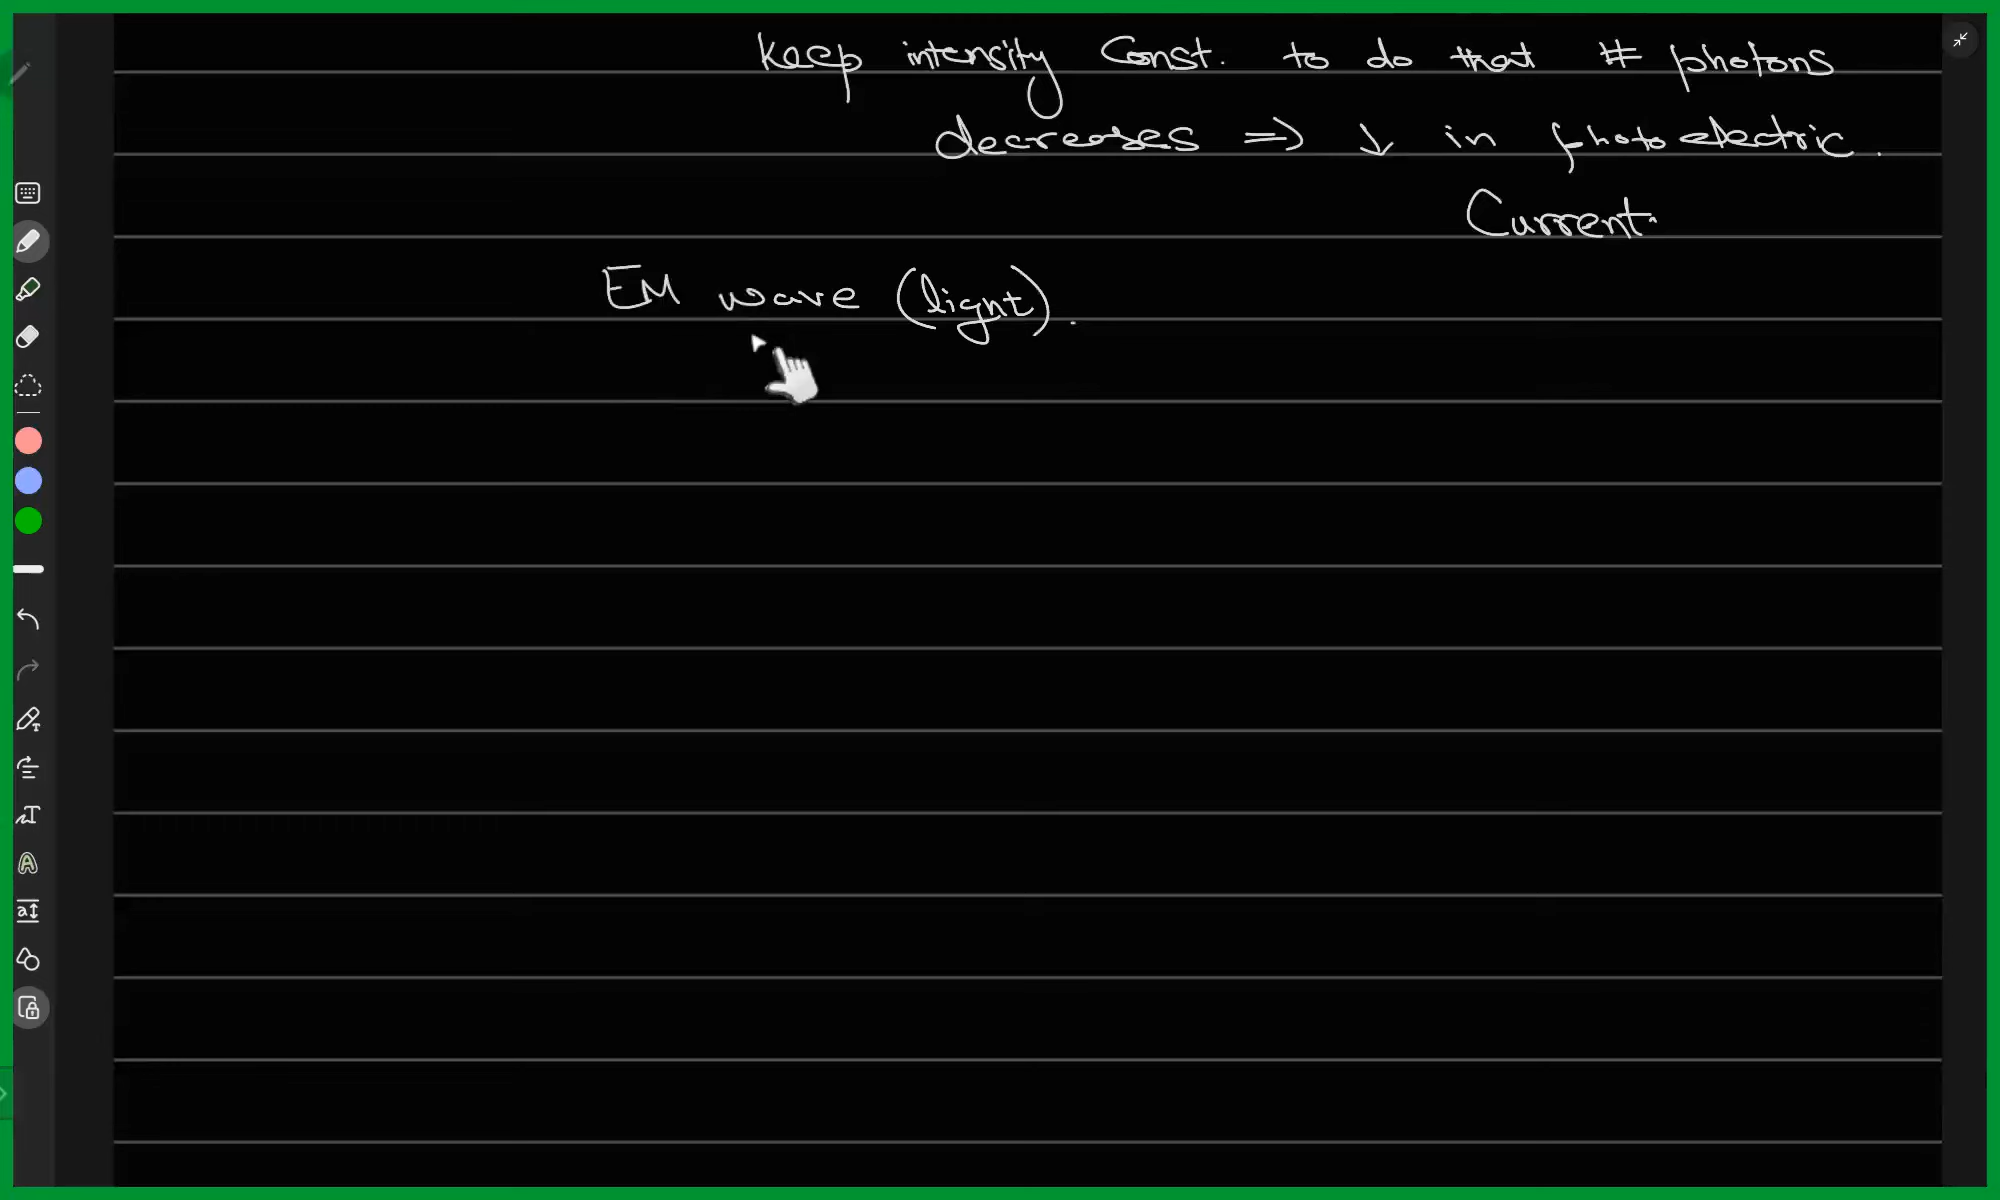 keep intensity Const. to do that # photons
decreases ⇒ ↓ in photoelectric.
Current.
EM wave (light).